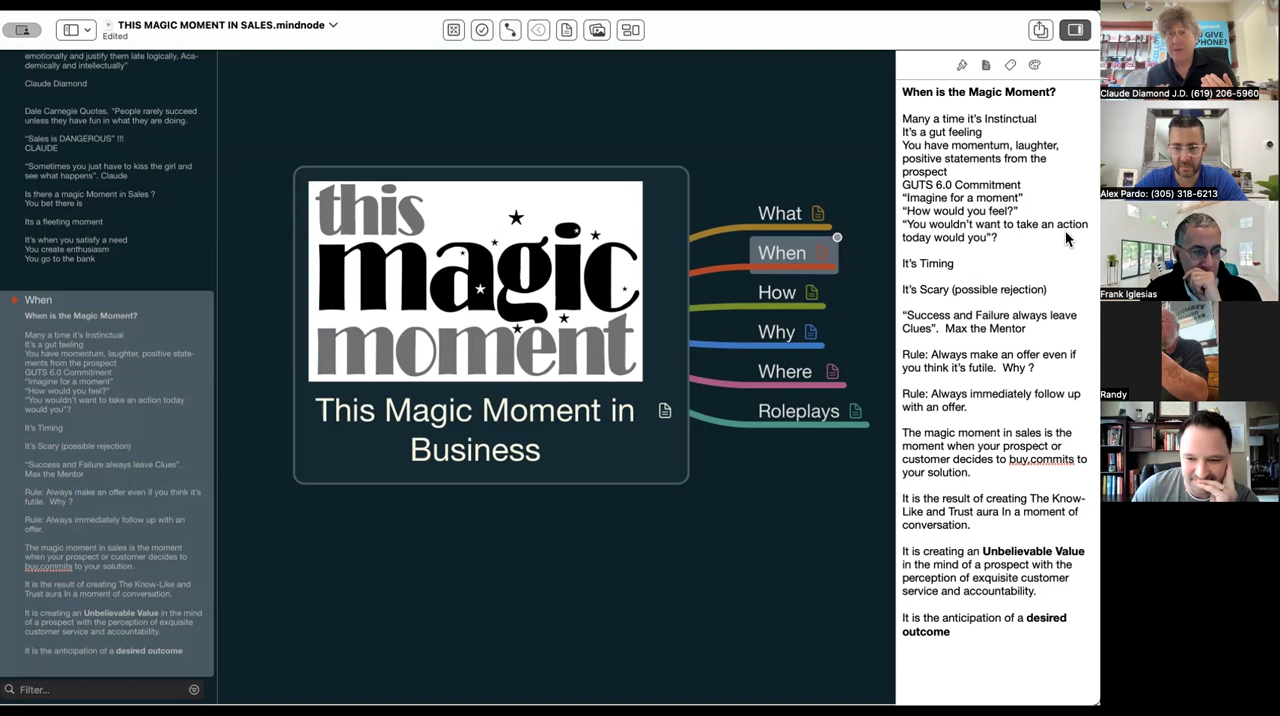 THIS MAGIC MOMENT IN SALES.mindnode
Edited
emotionally and justify them late logically, Aca-
demically and intellectually”
Claude Diamond
Dale Carnegie Quotes. “People rarely succeed
unless they have fun in what they are doing.
“Sales is DANGEROUS” !!!
CLAUDE
“Sometimes you just have to kiss the girl and
see what happens”. Claude
Is there a magic Moment in Sales ?
You bet there is
Its a fleeting moment
It’s when you satisfy a need
You create enthusiasm
You go to the bank
When
When is the Magic Moment?
Many a time it’s Instinctual
It’s a gut feeling
You have momentum, laughter, positive state-
ments from the prospect
GUTS 6.0 Commitment
“Imagine for a moment”
“How would you feel?”
“You wouldn’t want to take an action today
would you”?
It’s Timing
It’s Scary (possible rejection)
“Success and Failure always leave Clues”.
Max the Mentor
Rule: Always make an offer even if you think it’s
futile. Why ?
Rule: Always immediately follow up with an
offer.
The magic moment in sales is the moment
when your prospect or customer decides to
buy,commits to your solution.
It is the result of creating The Know-Like and
Trust aura In a moment of conversation.
It is creating an Unbelievable Value in the mind
of a prospect with the perception of exquisite
customer service and accountability.
It is the anticipation of a desired outcome
Filter...
this
magic
moment
This Magic Moment in
Business
What
When
How
Why
Where
Roleplays
When is the Magic Moment?
Many a time it’s Instinctual
It’s a gut feeling
You have momentum, laughter,
positive statements from the
prospect
GUTS 6.0 Commitment
“Imagine for a moment”
“How would you feel?”
“You wouldn’t want to take an action
today would you”?
It’s Timing
It’s Scary (possible rejection)
“Success and Failure always leave
Clues”. Max the Mentor
Rule: Always make an offer even if
you think it’s futile. Why ?
Rule: Always immediately follow up
with an offer.
The magic moment in sales is the
moment when your prospect or
customer decides to buy,commits to
your solution.
It is the result of creating The Know-
Like and Trust aura In a moment of
conversation.
It is creating an Unbelievable Value
in the mind of a prospect with the
perception of exquisite customer
service and accountability.
It is the anticipation of a desired
outcome
GIVE
PHONE?
Claude Diamond J.D. (619) 206-5960
Alex Pardo: (305) 318-6213
Frank Iglesias
Randy